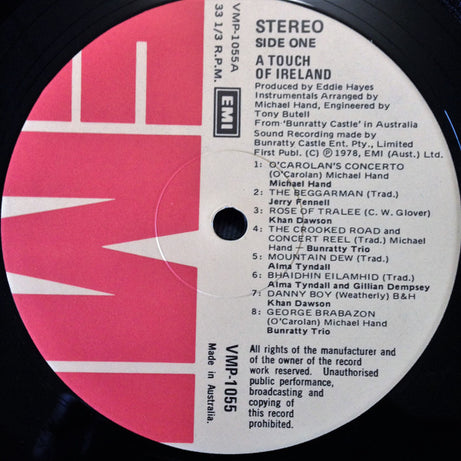 STEREO
SIDE ONE
A TOUCH
OF IRELAND
Produced by Eddie Hayes
Instrumentals Arranged by
Michael Hand, Engineered by
Tony Butell
From 'Bunratty Castle' in Australia
Sound Recording made by
Bunratty Castle Ent. Pty., Limited
First Publ. (C) Ⓟ 1978, EMI (Aust.) Ltd.
1: O'CAROLAN'S CONCERTO
(O'Carolan) Michael Hand
Michael Hand
2: THE BEGGARMAN (Trad.)
Jerry Fennell
3: ROSE OF TRALEE (C. W. Glover)
Khan Dawson
4: THE CROOKED ROAD and
CONCERT REEL (Trad.) Michael
Hand — Bunratty Trio
5: MOUNTAIN DEW (Trad.)
Alma Tyndall
6: BHAIDHIN EILAMHID (Trad.)
Alma Tyndall and Gillian Dempsey
7: DANNY BOY (Weatherly) B&H
Khan Dawson
8: GEORGE BRABAZON
(O'Carolan) Michael Hand
Bunratty Trio
All rights of the manufacturer and
of the owner of the record
work reserved. Unauthorised
public performance,
broadcasting and
copying of
this record
prohibited.
VMP-1055A
33 1/3 R.P.M.
EMI
VMP-1055
Made in Australia.
EMI